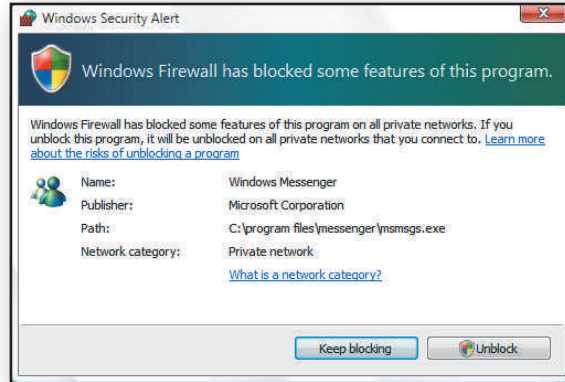 Windows Security Alert
Windows Firewall has blocked some features of this program.
Windows Firewall has blocked some features of this program on all private networks. If you
unblock this program, it will be unblocked on all private networks that you connect to. Learn more
about the risks of unblocking a program
Name: Windows Messenger
Publisher: Microsoft Corporation
Path: C:\program files\messenger\msmsgs.exe
Network category: Private network
What is a network category?
Keep blocking Unblock